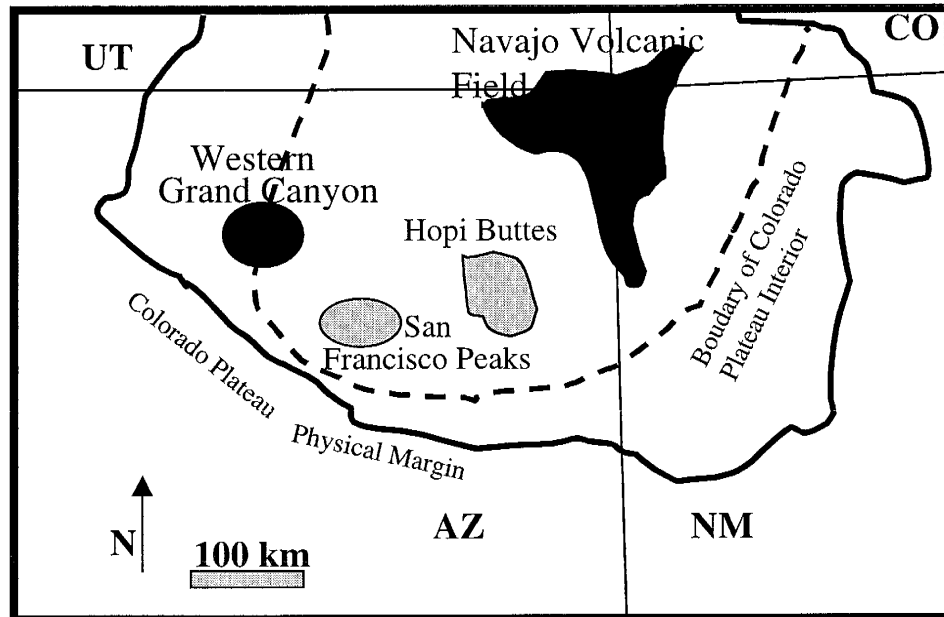 CO
UT
Navajo Volcanic
Field
Western
Grand Canyon
Hopi Buttes
San
Francisco Peaks
Boudary of Colorado
Plateau Interior
Colorado Plateau Physical Margin
N
100 km
AZ
NM